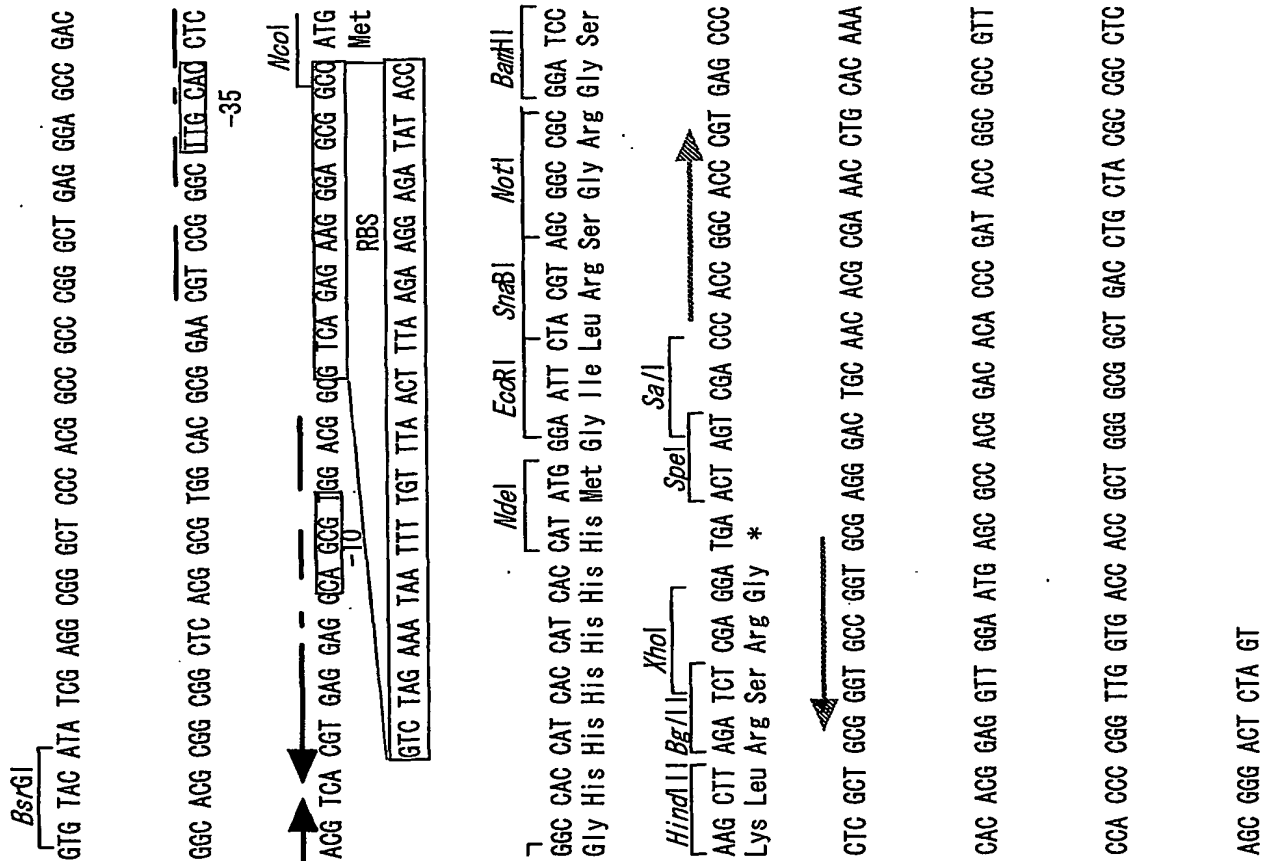 BsrGI
GTG TAC ATA TCG AGG CGG GCT CCC ACG GCC GCC CGG GCT GAG GGA GCC GAC
GGC ACG CGG CGG CTC ACG GCG TGG CAC GCG GAA CGT CCG GGC TTG CAC CTC
-35
NcoI
ACG TCA CGT GAG GAG GCA GCG TGG ACG GCG TCA GAG AAG GGA GCG GCC ATG
-10 RBS Met
GTC TAG AAA TAA TTT TGT TTA ACT TTA AGA AGG AGA TAT ACC
NdeI EcoRI SnaBI NotI BamHI
GGC CAC CAT CAC CAT CAC CAT ATG GGA ATT CTA CGT AGC GGC CGC GGA TCC
Gly His His His His His His Met Gly Ile Leu Arg Ser Gly Arg Gly Ser
HindIII BglII XhoI SpeI SalI
AAG CTT AGA TCT CGA GGA TGA ACT AGT CGA CCC ACC GGC ACC CGT GAG CCC
Lys Leu Arg Ser Arg Gly *
CTC GCT GCG GGT GCC GGT GCG AGG GAC TGC AAC ACG CGA AAC CTG CAC AAA
CAC ACG GAG GTT GGA ATG AGC GCC ACG GAC ACA CCC GAT ACC GGC GCC GTT
CCA CCC CGG TTG GTG ACC ACC GCT GGG GCG GCT GAC CTG CTA CGC CGC CTC
AGC GGG ACT CTA GT